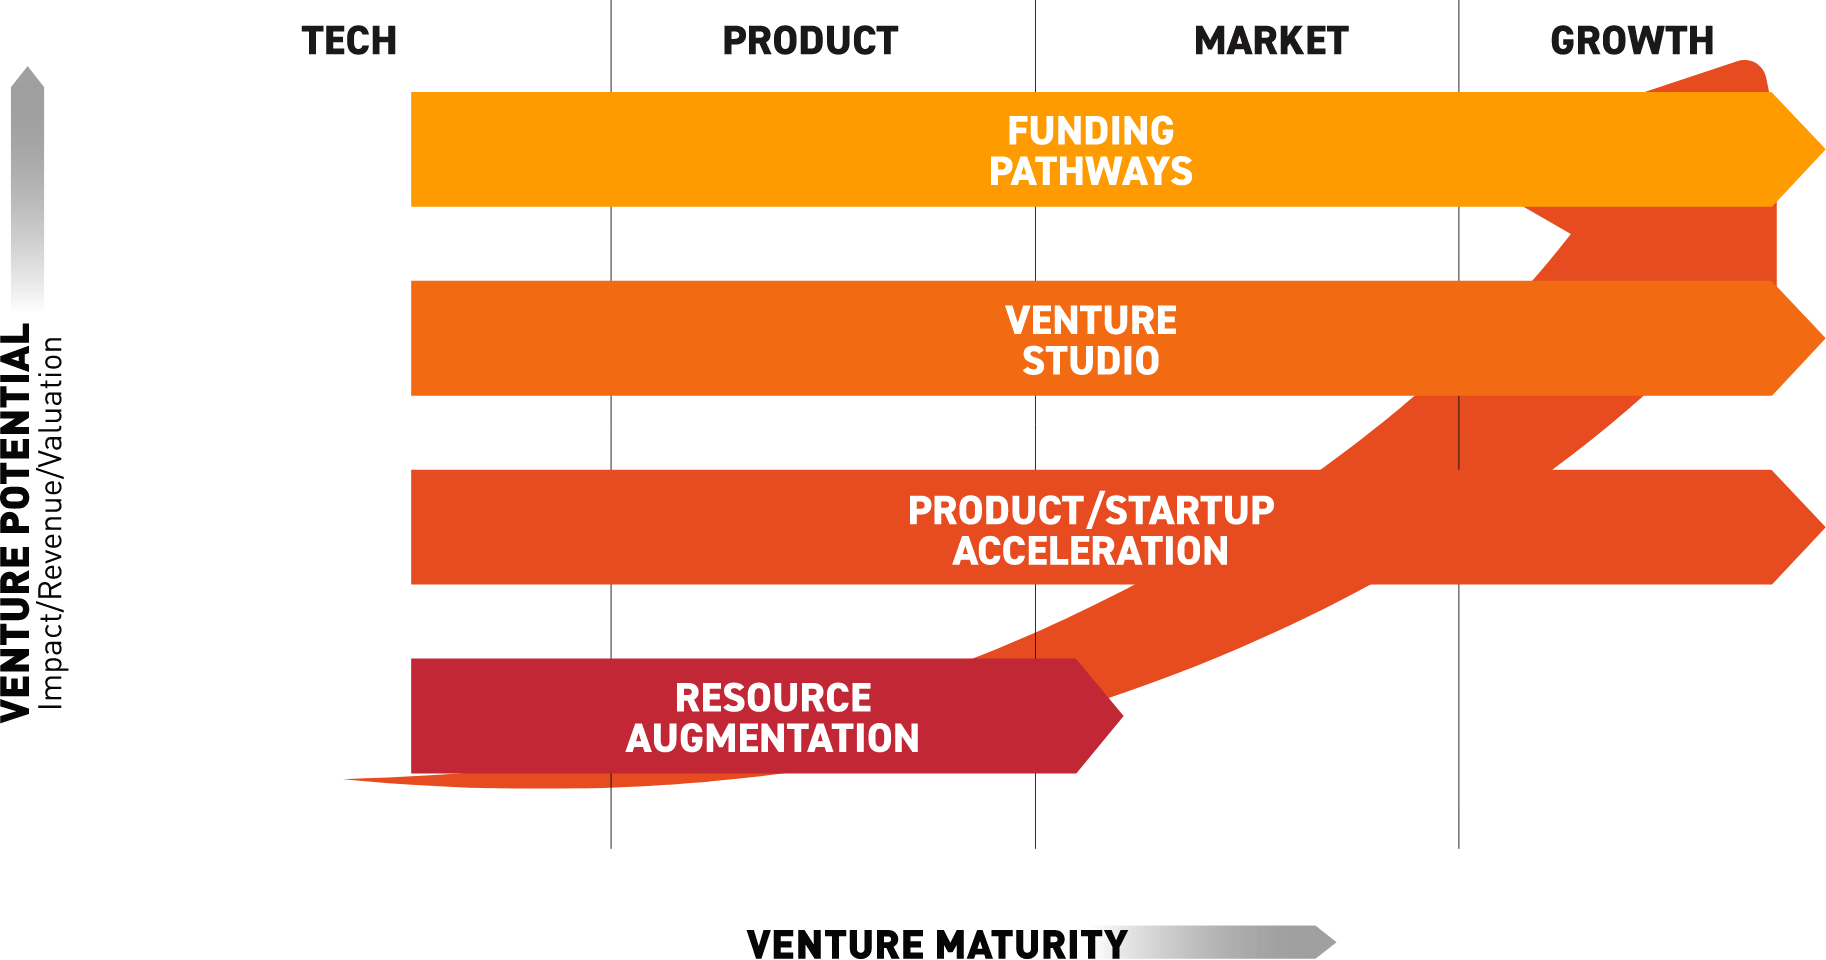 TECH
PRODUCT
MARKET
GROWTH
FUNDING
PATHWAYS
VENTURE
STUDIO
PRODUCT/STARTUP
ACCELERATION
RESOURCE
AUGMENTATION
VENTURE POTENTIAL
Impact/Revenue/Valuation
VENTURE MATURITY